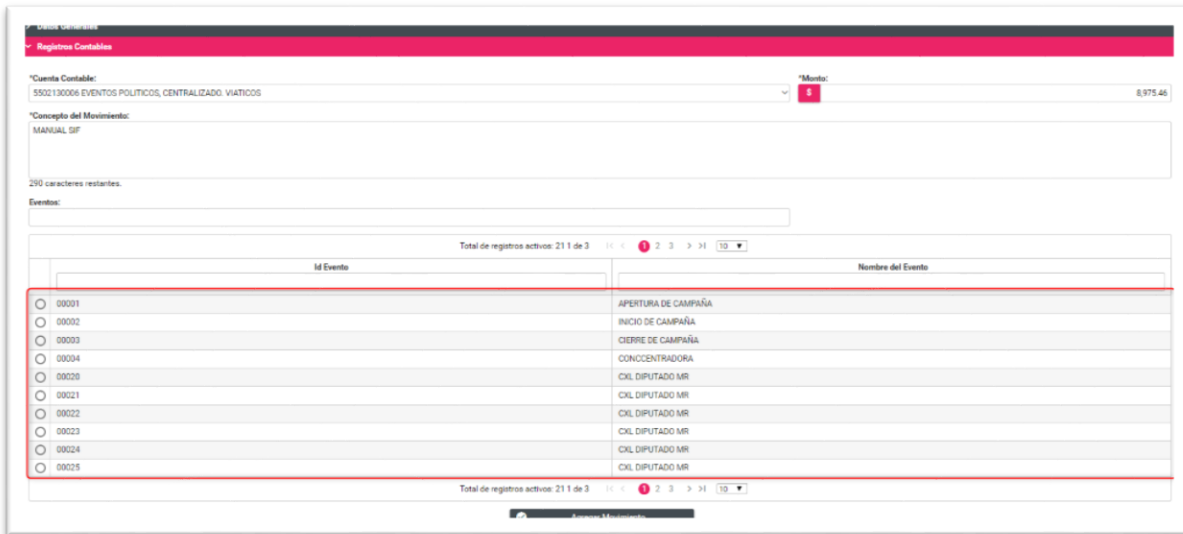 Datos Generales
Registros Contables
*Cuenta Contable: *Monto:
5502130006 EVENTOS POLITICOS, CENTRALIZADO. VIATICOS $ 8,975.46
*Concepto del Movimiento:
MANUAL SIF
290 caracteres restantes.
Eventos:
Total de registros activos: 21 1 de 3 1 2 3 10
Id Evento Nombre del Evento
00001 APERTURA DE CAMPAÑA
00002 INICIO DE CAMPAÑA
00003 CIERRE DE CAMPAÑA
00004 CONCCENTRADORA
00020 CXL DIPUTADO MR
00021 CXL DIPUTADO MR
00022 CXL DIPUTADO MR
00023 CXL DIPUTADO MR
00024 CXL DIPUTADO MR
00025 CXL DIPUTADO MR
Total de registros activos: 21 1 de 3 1 2 3 10
Agregar Movimiento